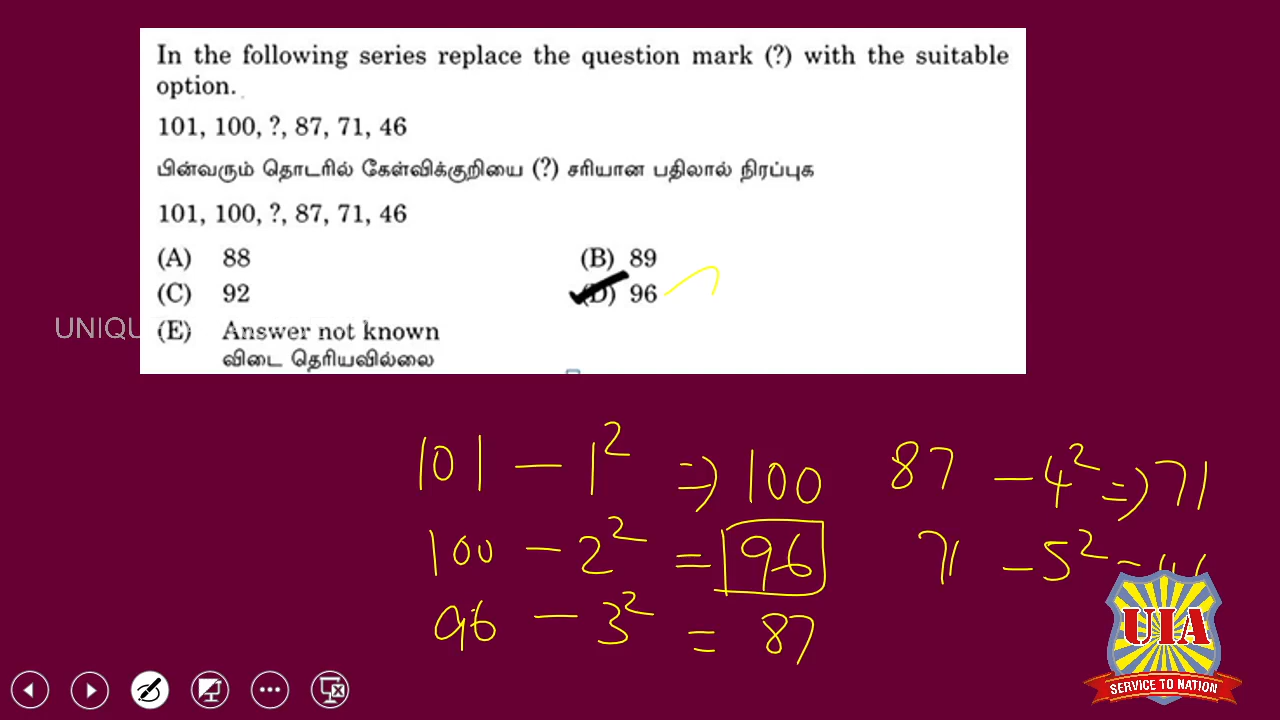 In the following series replace the question mark (?) with the suitable
option.
101, 100, ?, 87, 71, 46
பின்வரும் தொடரில் கேள்விக்குறியை (?) சரியான பதிலால் நிரப்புக
101, 100, ?, 87, 71, 46
(A) 88 (B) 89
(C) 92 (D) 96
UNIQU (E) Answer not known
விடை தெரியவில்லை
101 − 1² ⇒ 100 87 − 4² ⇒ 71
100 − 2² = 96 71 − 5² =
96 − 3² = 87
UIA
SERVICE TO NATION